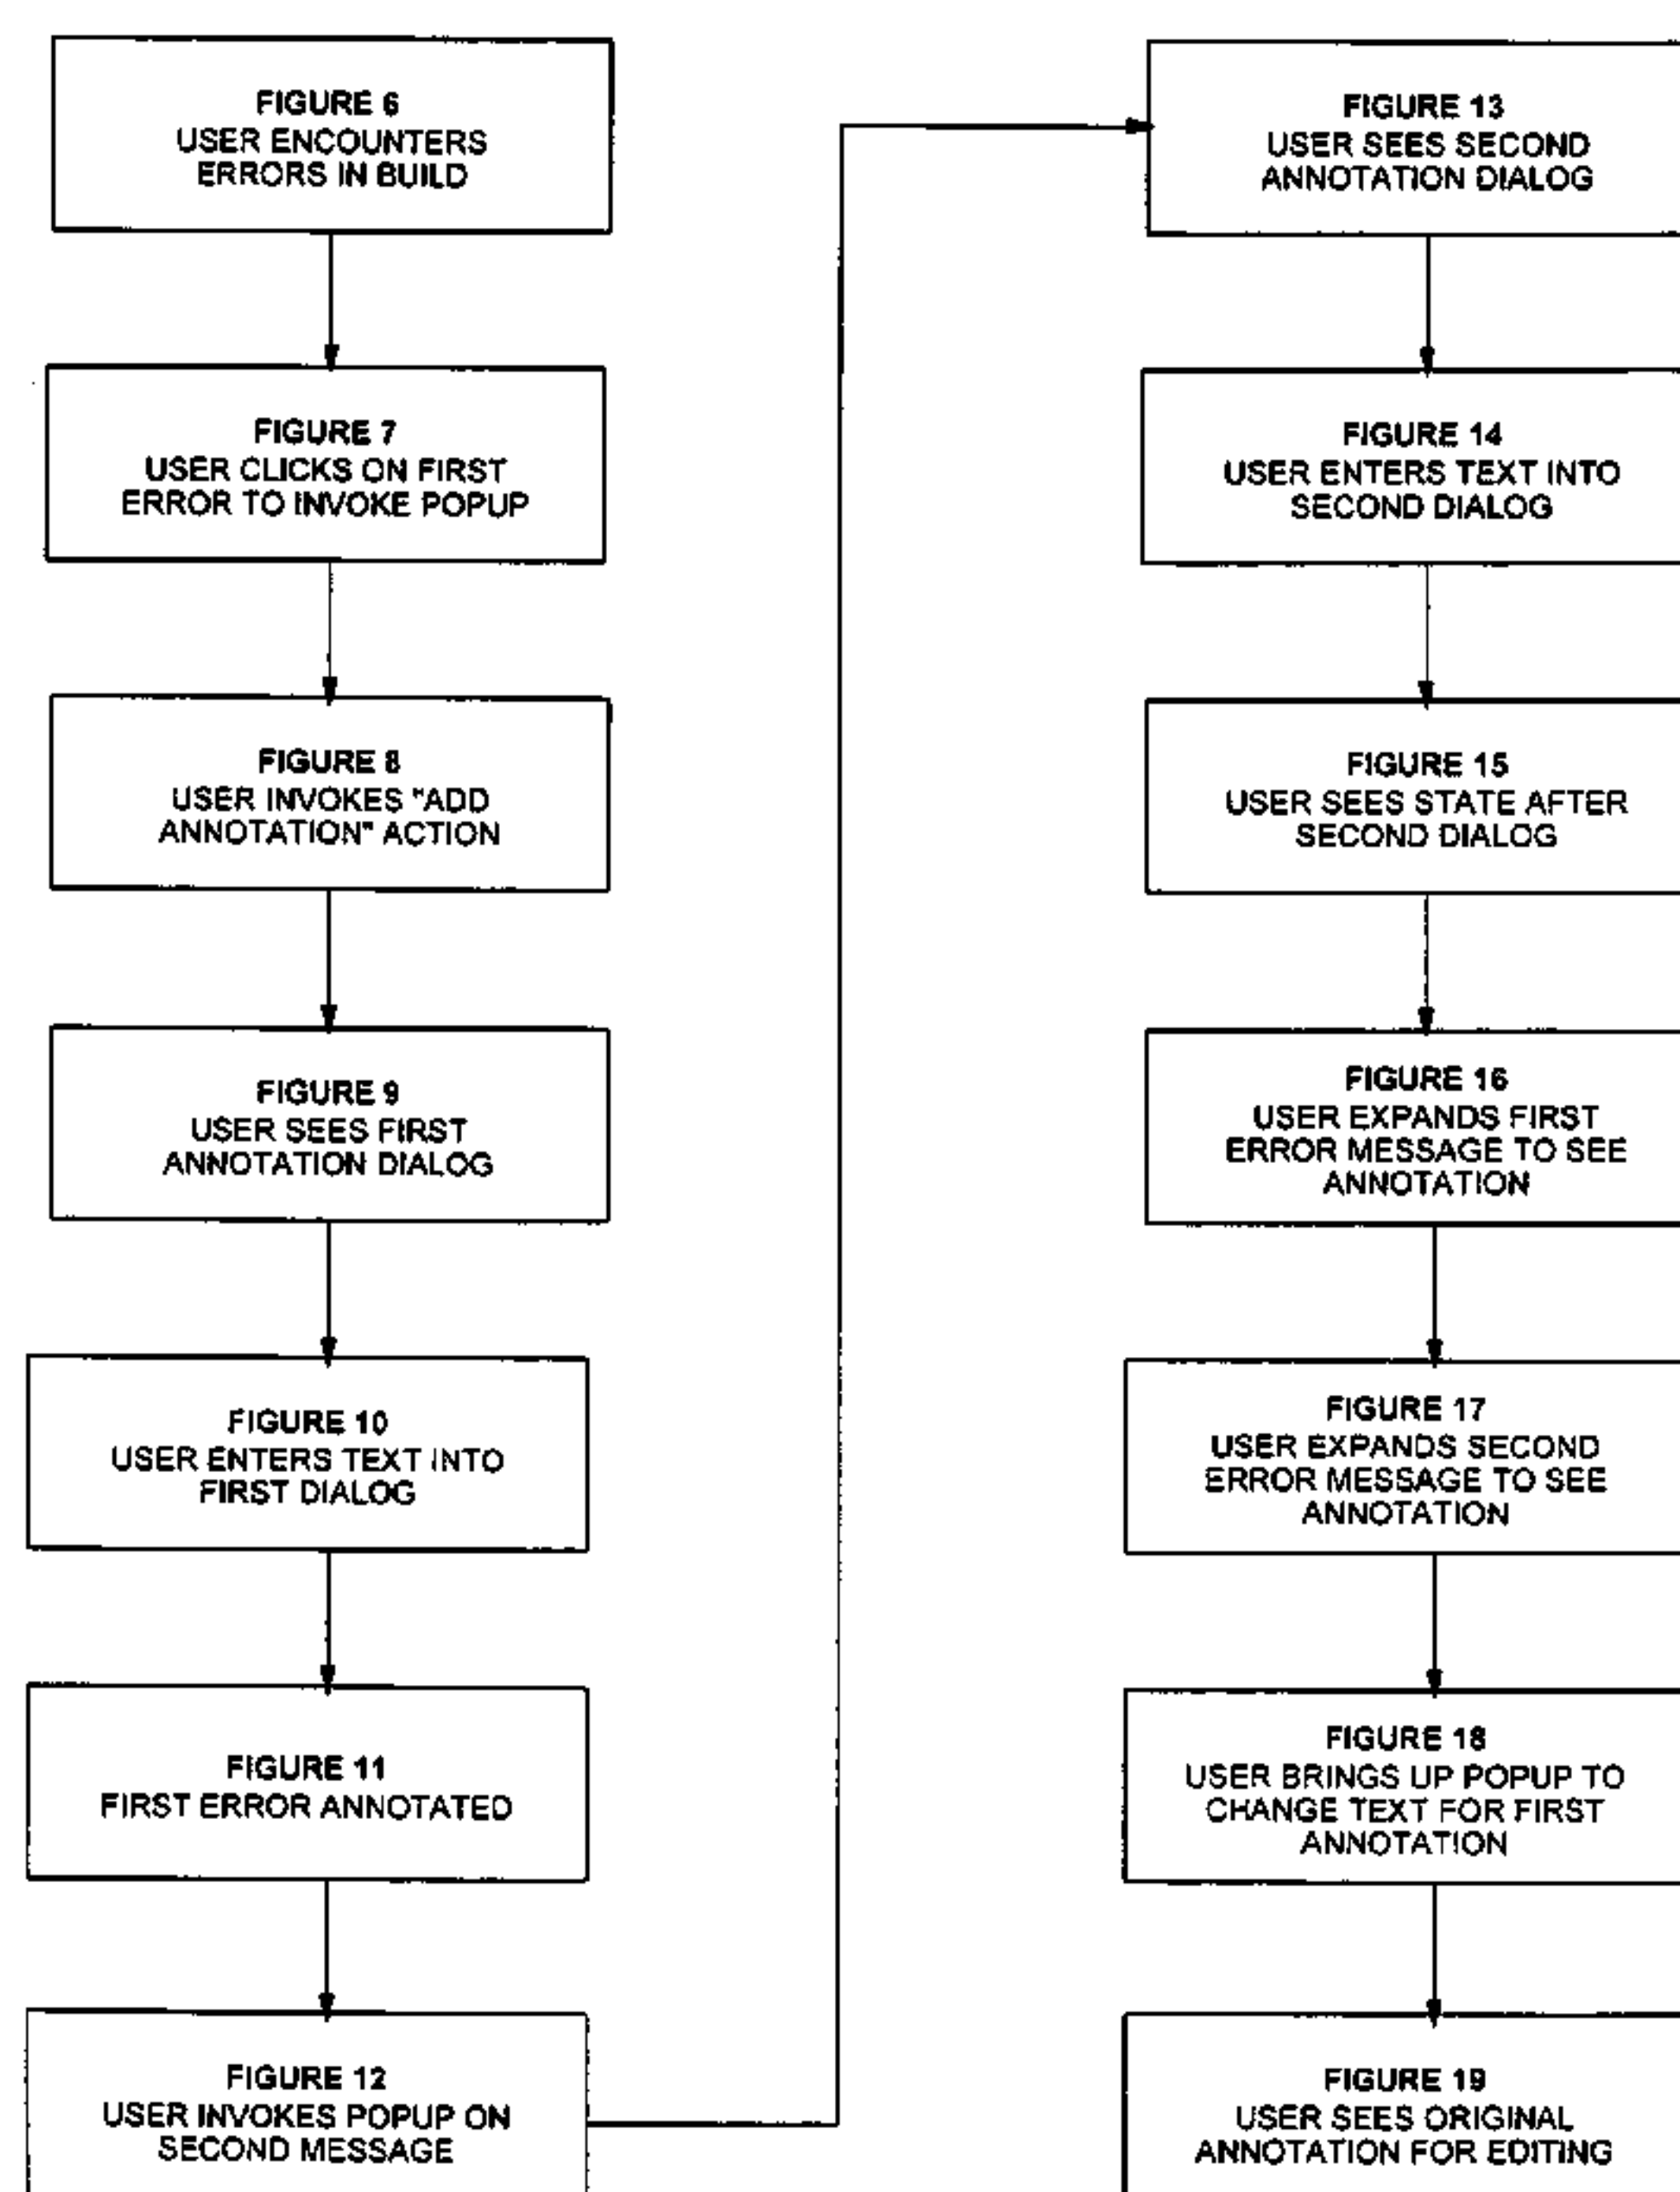 FIGURE 6
USER ENCOUNTERS
ERRORS IN BUILD
FIGURE 7
USER CLICKS ON FIRST
ERROR TO INVOKE POPUP
FIGURE 8
USER INVOKES "ADD
ANNOTATION" ACTION
FIGURE 9
USER SEES FIRST
ANNOTATION DIALOG
FIGURE 10
USER ENTERS TEXT INTO
FIRST DIALOG
FIGURE 11
FIRST ERROR ANNOTATED
FIGURE 12
USER INVOKES POPUP ON
SECOND MESSAGE
FIGURE 13
USER SEES SECOND
ANNOTATION DIALOG
FIGURE 14
USER ENTERS TEXT INTO
SECOND DIALOG
FIGURE 15
USER SEES STATE AFTER
SECOND DIALOG
FIGURE 16
USER EXPANDS FIRST
ERROR MESSAGE TO SEE
ANNOTATION
FIGURE 17
USER EXPANDS SECOND
ERROR MESSAGE TO SEE
ANNOTATION
FIGURE 18
USER BRINGS UP POPUP TO
CHANGE TEXT FOR FIRST
ANNOTATION
FIGURE 19
USER SEES ORIGINAL
ANNOTATION FOR EDITING